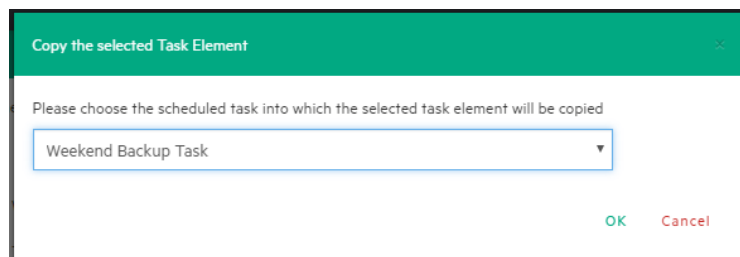 Copy the selected Task Element
Please choose the scheduled task into which the selected task element will be copied
Weekend Backup Task
OK Cancel